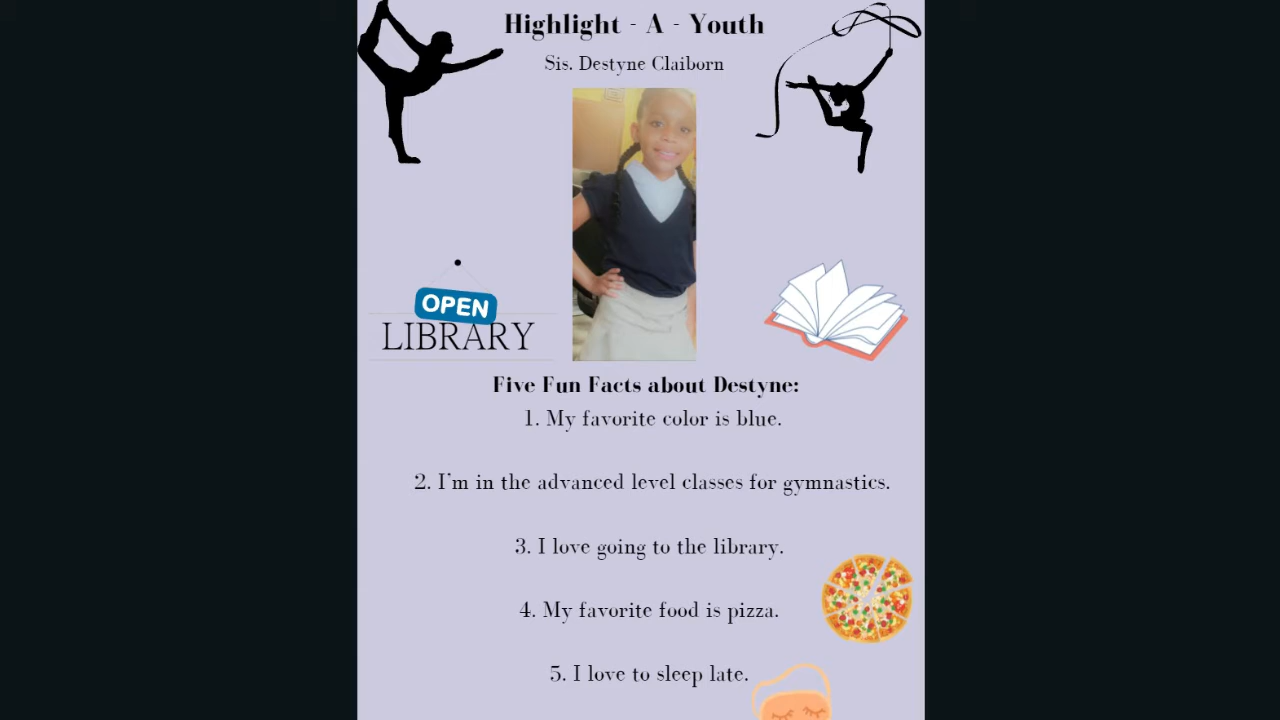 Highlight - A - Youth
Sis. Destyne Claiborn
OPEN
LIBRARY
Five Fun Facts about Destyne:
1. My favorite color is blue.
2. I'm in the advanced level classes for gymnastics.
3. I love going to the library.
4. My favorite food is pizza.
5. I love to sleep late.